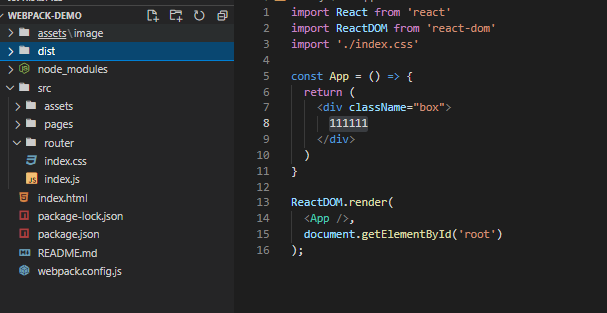 WEBPACK-DEMO
assets\image
dist
node_modules
src
assets
pages
router
index.css
index.js
index.html
package-lock.json
package.json
README.md
webpack.config.js
1 import React from 'react'
2 import ReactDOM from 'react-dom'
3 import './index.css'
4
5 const App = () => {
6 return (
7 <div className="box">
8 111111
9 </div>
10 )
11 }
12
13 ReactDOM.render(
14 <App />,
15 document.getElementById('root')
16 );